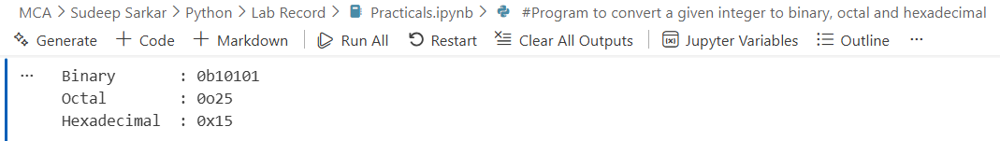 MCA > Sudeep Sarkar > Python > Lab Record > Practicals.ipynb > #Program to convert a given integer to binary, octal and hexadecimal
Generate + Code + Markdown | Run All Restart Clear All Outputs | Jupyter Variables Outline ...
... Binary : 0b10101
Octal : 0o25
Hexadecimal : 0x15